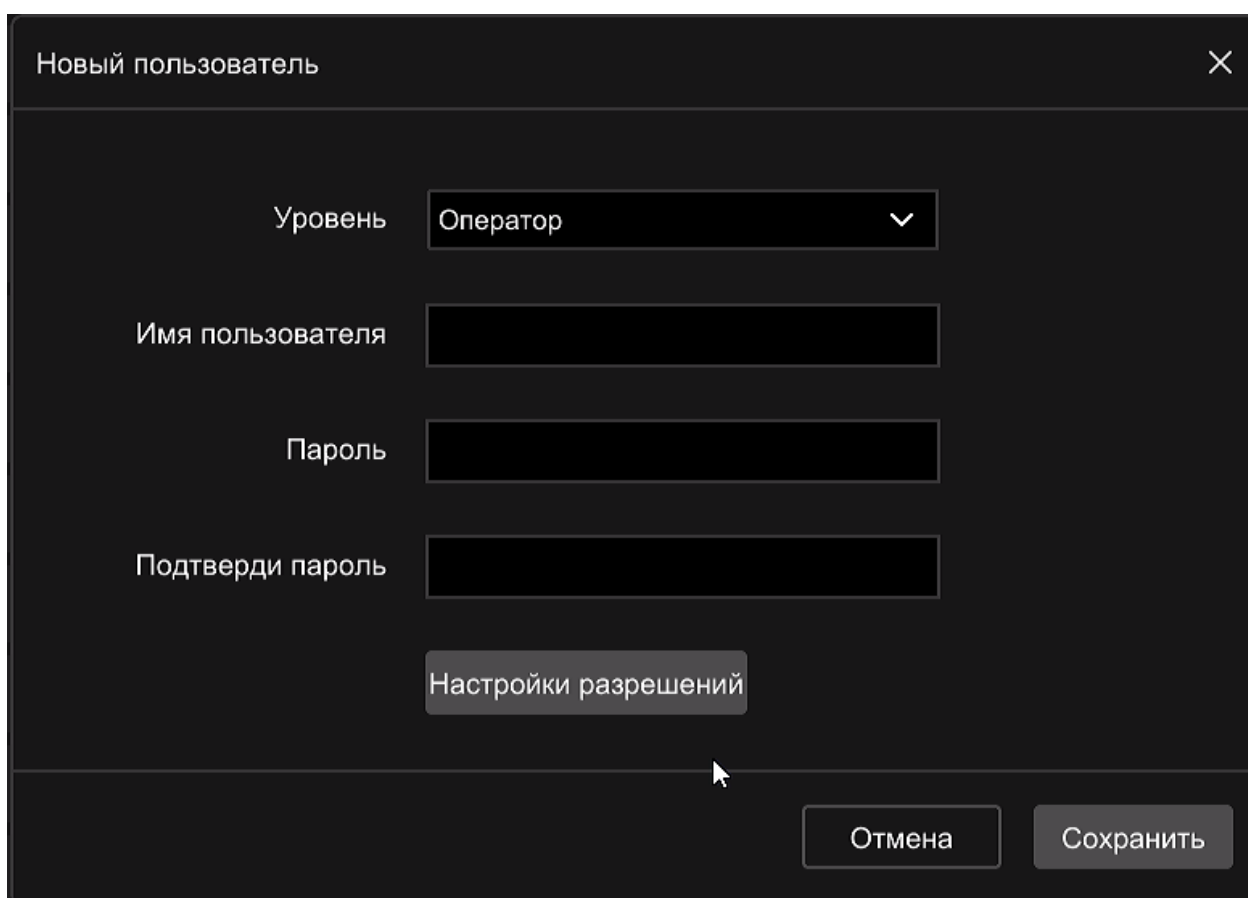 Новый пользователь
Уровень Оператор
Имя пользователя
Пароль
Подтверди пароль
Настройки разрешений
Отмена Сохранить